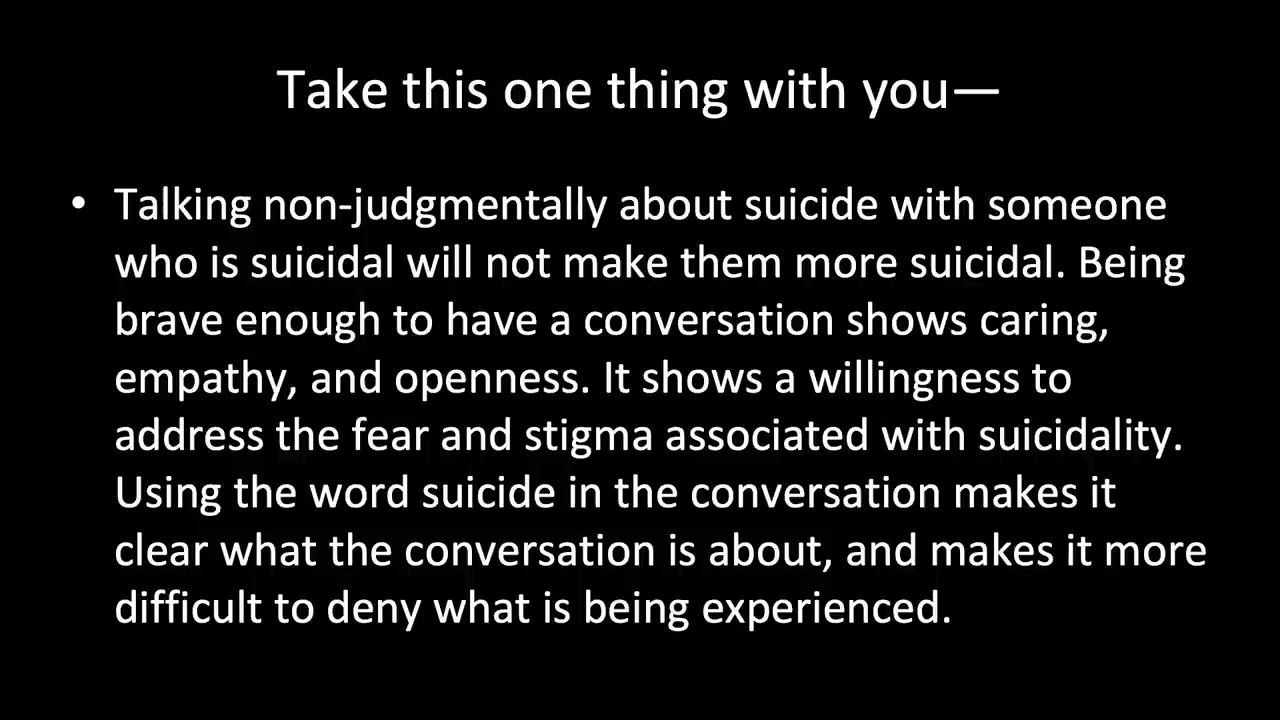 Take this one thing with you—
• Talking non-judgmentally about suicide with someone
who is suicidal will not make them more suicidal. Being
brave enough to have a conversation shows caring,
empathy, and openness. It shows a willingness to
address the fear and stigma associated with suicidality.
Using the word suicide in the conversation makes it
clear what the conversation is about, and makes it more
difficult to deny what is being experienced.